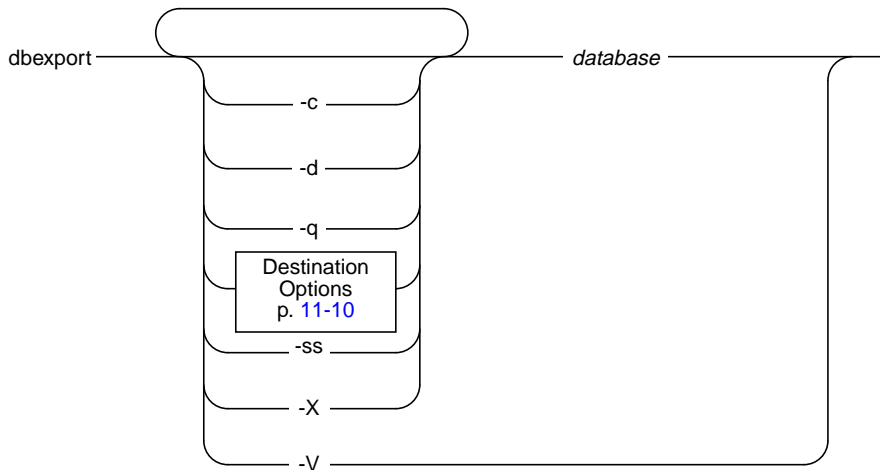 dbexport
database
-c
-d
-q
Destination
Options
p. 11-10
-ss
-X
-V